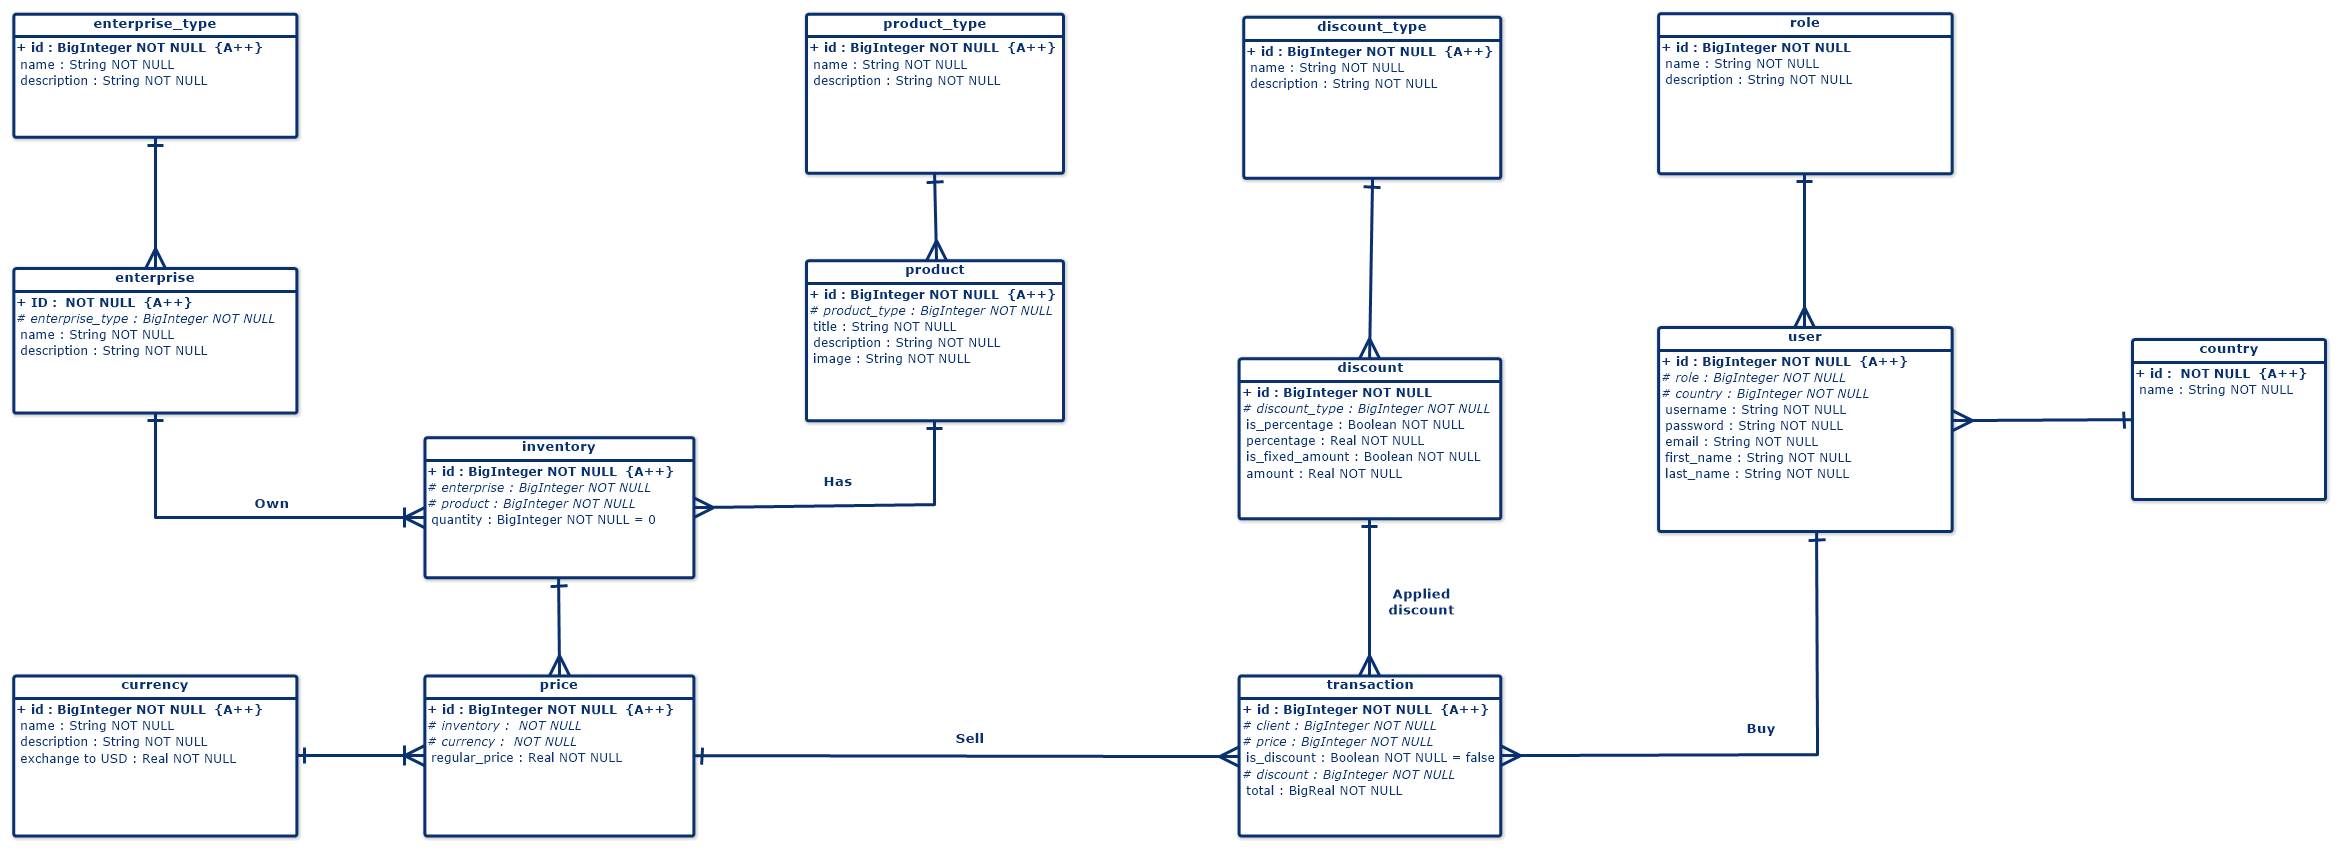 enterprise_type
+ id : BigInteger NOT NULL  {A++}
name : String NOT NULL
description : String NOT NULL
product_type
+ id : BigInteger NOT NULL  {A++}
name : String NOT NULL
description : String NOT NULL
discount_type
+ id : BigInteger NOT NULL  {A++}
name : String NOT NULL
description : String NOT NULL
role
+ id : BigInteger NOT NULL
name : String NOT NULL
description : String NOT NULL
enterprise
+ ID :  NOT NULL  {A++}
# enterprise_type : BigInteger NOT NULL
name : String NOT NULL
description : String NOT NULL
product
+ id : BigInteger NOT NULL  {A++}
# product_type : BigInteger NOT NULL
title : String NOT NULL
description : String NOT NULL
image : String NOT NULL
discount
+ id : BigInteger NOT NULL
# discount_type : BigInteger NOT NULL
is_percentage : Boolean NOT NULL
percentage : Real NOT NULL
is_fixed_amount : Boolean NOT NULL
amount : Real NOT NULL
user
+ id : BigInteger NOT NULL  {A++}
# role : BigInteger NOT NULL
# country : BigInteger NOT NULL
username : String NOT NULL
password : String NOT NULL
email : String NOT NULL
first_name : String NOT NULL
last_name : String NOT NULL
country
+ id :  NOT NULL  {A++}
name : String NOT NULL
inventory
+ id : BigInteger NOT NULL  {A++}
# enterprise : BigInteger NOT NULL
# product : BigInteger NOT NULL
quantity : BigInteger NOT NULL = 0
Own
Has
Applied
discount
currency
+ id : BigInteger NOT NULL  {A++}
name : String NOT NULL
description : String NOT NULL
exchange to USD : Real NOT NULL
price
+ id : BigInteger NOT NULL  {A++}
# inventory :  NOT NULL
# currency :  NOT NULL
regular_price : Real NOT NULL
Sell
transaction
+ id : BigInteger NOT NULL  {A++}
# client : BigInteger NOT NULL
# price : BigInteger NOT NULL
is_discount : Boolean NOT NULL = false
# discount : BigInteger NOT NULL
total : BigReal NOT NULL
Buy